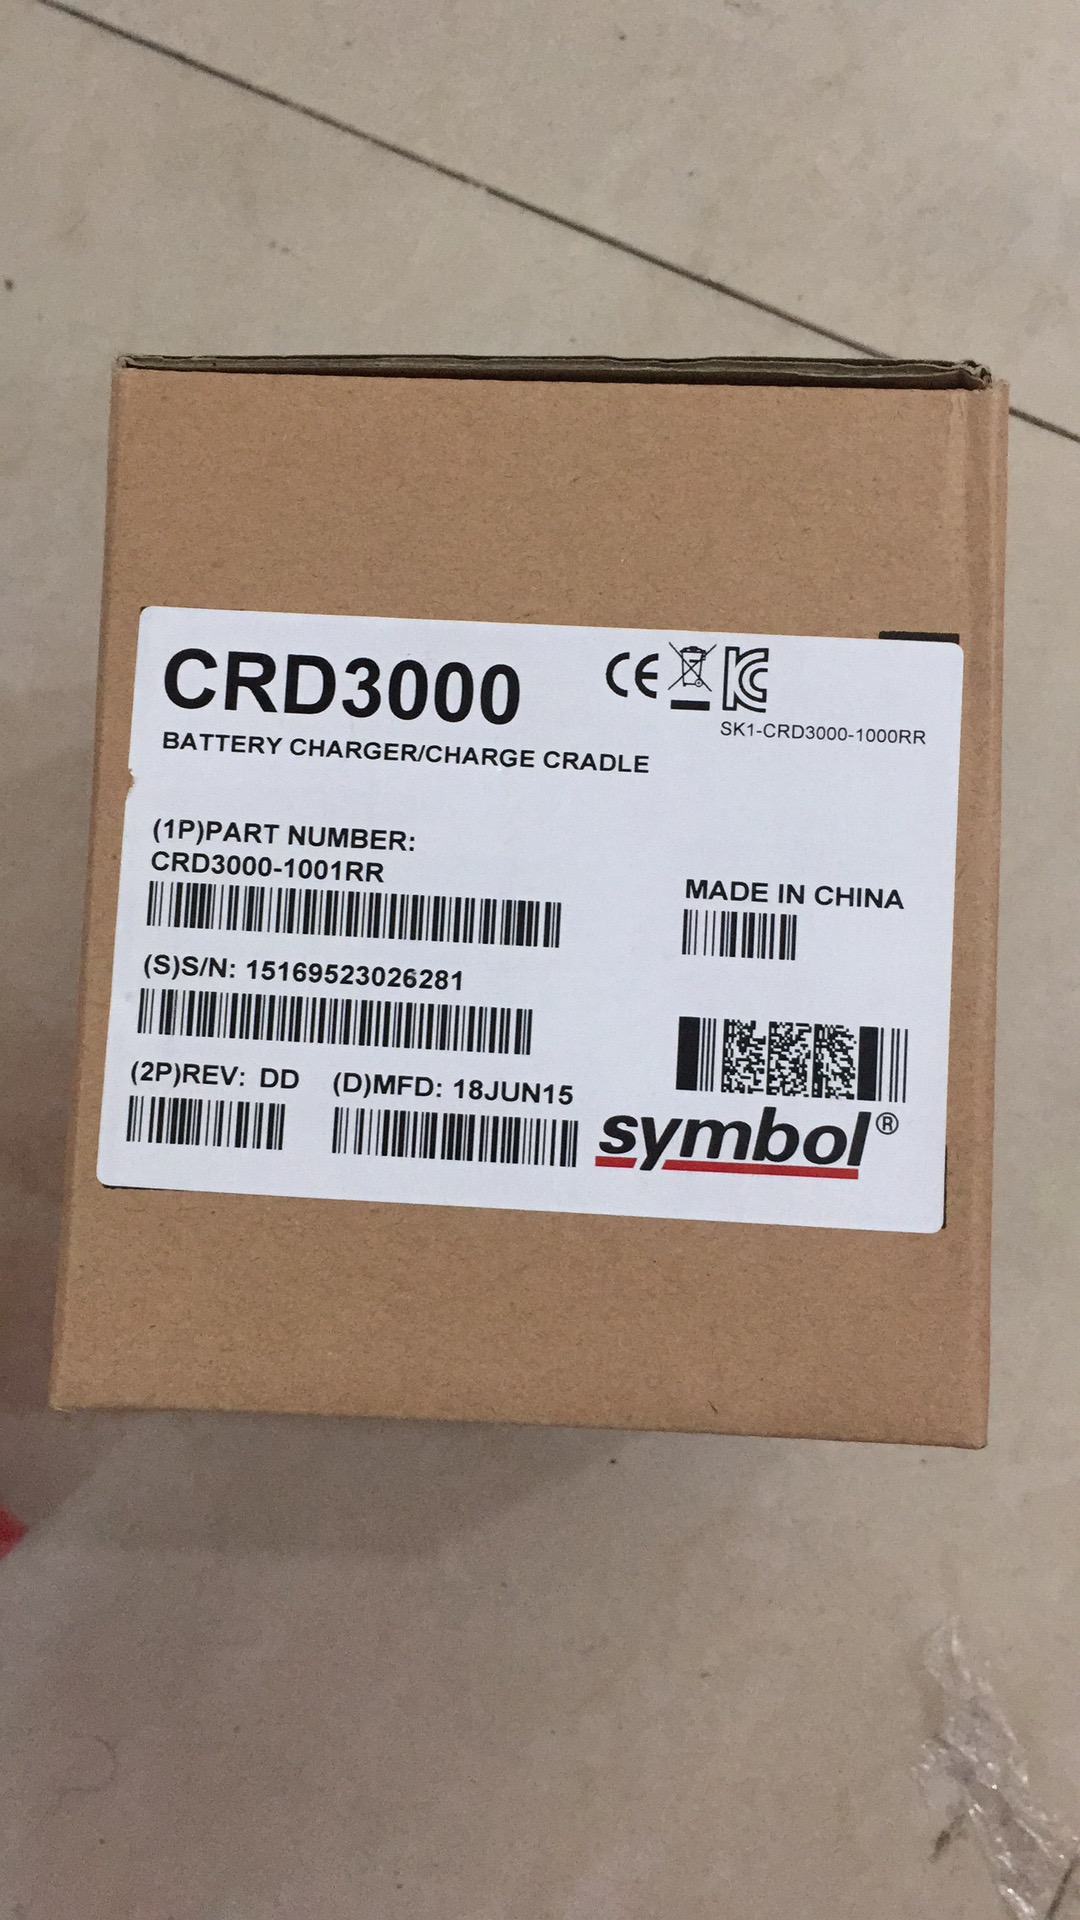 CRD3000
CE
SK1-CRD3000-1000RR
BATTERY CHARGER/CHARGE CRADLE
(1P)PART NUMBER:
CRD3000-1001RR
MADE IN CHINA
(S)S/N: 15169523026281
(2P)REV: DD (D)MFD: 18JUN15
symbol®